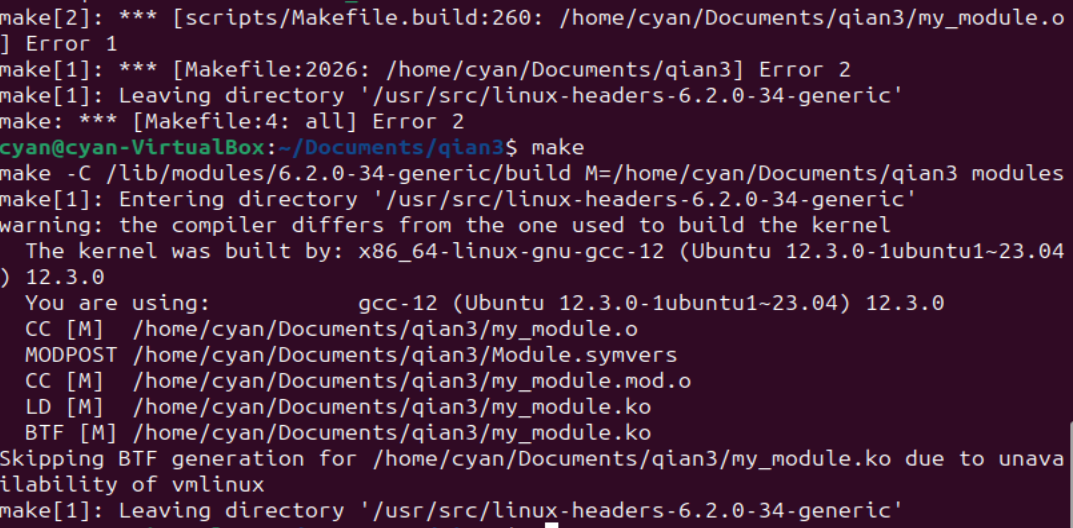 make[2]: *** [scripts/Makefile.build:260: /home/cyan/Documents/qian3/my_module.o
] Error 1
make[1]: *** [Makefile:2026: /home/cyan/Documents/qian3] Error 2
make[1]: Leaving directory '/usr/src/linux-headers-6.2.0-34-generic'
make: *** [Makefile:4: all] Error 2
cyan@cyan-VirtualBox:~/Documents/qian3$ make
make -C /lib/modules/6.2.0-34-generic/build M=/home/cyan/Documents/qian3 modules
make[1]: Entering directory '/usr/src/linux-headers-6.2.0-34-generic'
warning: the compiler differs from the one used to build the kernel
  The kernel was built by: x86_64-linux-gnu-gcc-12 (Ubuntu 12.3.0-1ubuntu1~23.04
) 12.3.0
  You are using:           gcc-12 (Ubuntu 12.3.0-1ubuntu1~23.04) 12.3.0
  CC [M]  /home/cyan/Documents/qian3/my_module.o
  MODPOST /home/cyan/Documents/qian3/Module.symvers
  CC [M]  /home/cyan/Documents/qian3/my_module.mod.o
  LD [M]  /home/cyan/Documents/qian3/my_module.ko
  BTF [M] /home/cyan/Documents/qian3/my_module.ko
Skipping BTF generation for /home/cyan/Documents/qian3/my_module.ko due to unava
ilability of vmlinux
make[1]: Leaving directory '/usr/src/linux-headers-6.2.0-34-generic'